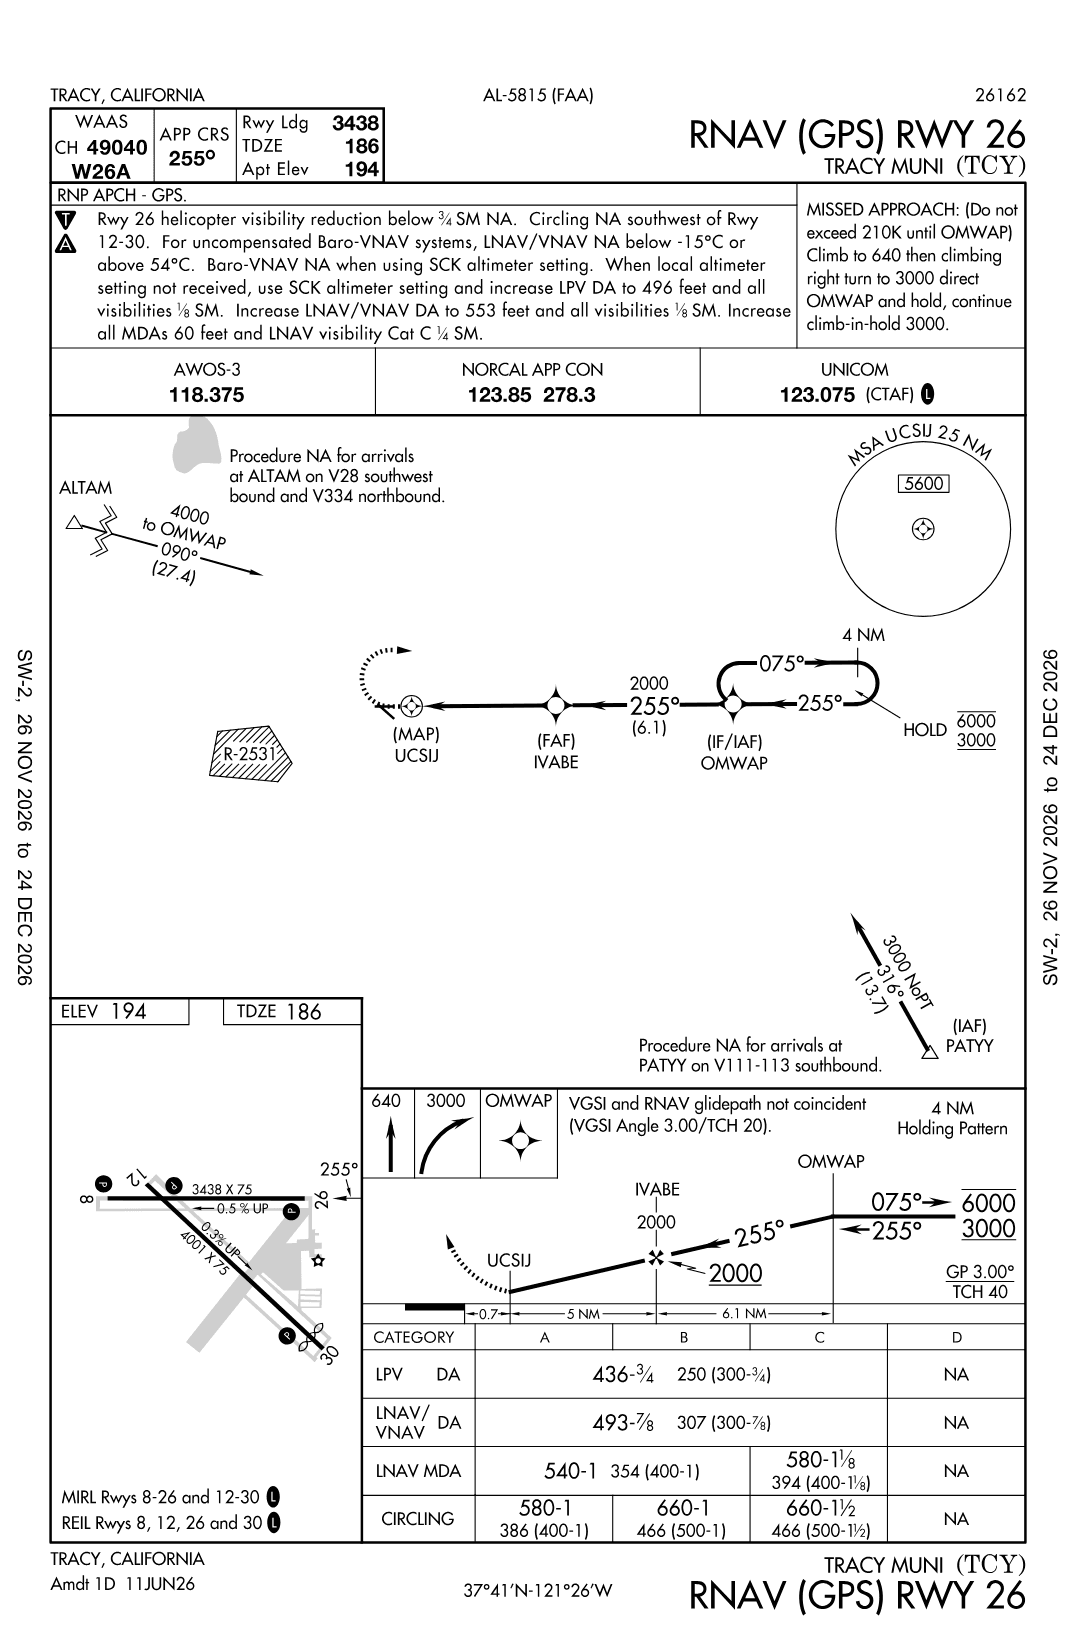 TRACY, CALIFORNIA
AL-5815 (FAA)
26162
WAAS
CH 49040
W26A
APP CRS
255°
Rwy Ldg 3438
TDZE 186
Apt Elev 194
RNAV (GPS) RWY 26
TRACY MUNI (TCY)
RNP APCH - GPS.
T
A
Rwy 26 helicopter visibility reduction below ¾ SM NA. Circling NA southwest of Rwy
12-30. For uncompensated Baro-VNAV systems, LNAV/VNAV NA below -15°C or
above 54°C. Baro-VNAV NA when using SCK altimeter setting. When local altimeter
setting not received, use SCK altimeter setting and increase LPV DA to 496 feet and all
visibilities ⅛ SM. Increase LNAV/VNAV DA to 553 feet and all visibilities ⅛ SM. Increase
all MDAs 60 feet and LNAV visibility Cat C ¼ SM.
MISSED APPROACH: (Do not
exceed 210K until OMWAP)
Climb to 640 then climbing
right turn to 3000 direct
OMWAP and hold, continue
climb-in-hold 3000.
AWOS-3
118.375
NORCAL APP CON
123.85 278.3
UNICOM
123.075 (CTAF) L
Procedure NA for arrivals
at ALTAM on V28 southwest
bound and V334 northbound.
ALTAM
4000
to OMWAP
090°
(27.4)
MSA UCSIJ 25 NM
5600
4 NM
075°
2000
255°
(6.1)
255°
HOLD
6000
3000
(MAP)
UCSIJ
(FAF)
IVABE
(IF/IAF)
OMWAP
R-2531
SW-2, 26 NOV 2026 to 24 DEC 2026
SW-2, 26 NOV 2026 to 24 DEC 2026
3000 NoPT
316°
(13.7)
(IAF)
PATYY
Procedure NA for arrivals at
PATYY on V111-113 southbound.
ELEV 194
TDZE 186
12
P
P
8
3438 X 75
0.5 % UP
P
26
255°
0.3% UP
4001 X 75
P
30
MIRL Rwys 8-26 and 12-30 L
REIL Rwys 8, 12, 26 and 30 L
640
3000
OMWAP
VGSI and RNAV glidepath not coincident
(VGSI Angle 3.00/TCH 20).
4 NM
Holding Pattern
OMWAP
IVABE
2000
075°
6000
255°
255°
3000
UCSIJ
2000
GP 3.00°
TCH 40
0.7
5 NM
6.1 NM
CATEGORY A B C D
LPV DA 436-¾ 250 (300-¾) NA
LNAV/
VNAV DA 493-⅞ 307 (300-⅞) NA
LNAV MDA 540-1 354 (400-1) 580-1⅛ NA
394 (400-1⅛)
CIRCLING 580-1 660-1 660-1½ NA
386 (400-1) 466 (500-1) 466 (500-1½)
TRACY, CALIFORNIA
Amdt 1D 11JUN26
37°41'N-121°26'W
TRACY MUNI (TCY)
RNAV (GPS) RWY 26